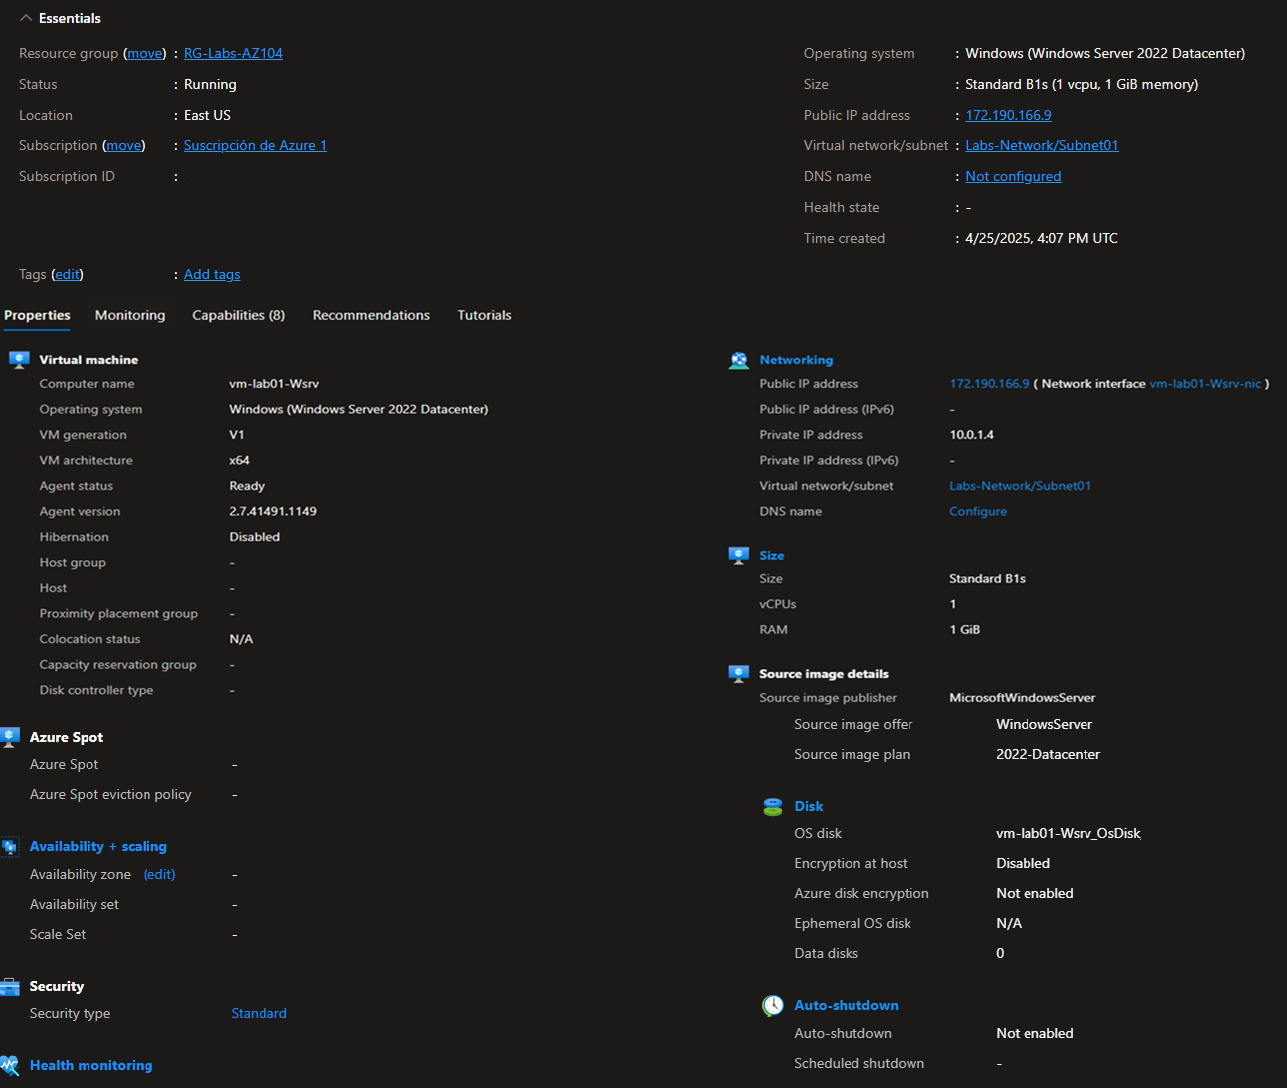 Essentials
Resource group (move) : RG-Labs-AZ104
Status : Running
Location : East US
Subscription (move) : Suscripción de Azure 1
Subscription ID :
Operating system : Windows (Windows Server 2022 Datacenter)
Size : Standard B1s (1 vcpu, 1 GiB memory)
Public IP address : 172.190.166.9
Virtual network/subnet : Labs-Network/Subnet01
DNS name : Not configured
Health state : -
Time created : 4/25/2025, 4:07 PM UTC
Tags (edit) : Add tags
Properties Monitoring Capabilities (8) Recommendations Tutorials
Virtual machine
Computer name vm-lab01-Wsrv
Operating system Windows (Windows Server 2022 Datacenter)
VM generation V1
VM architecture x64
Agent status Ready
Agent version 2.7.41491.1149
Hibernation Disabled
Host group -
Host -
Proximity placement group -
Colocation status N/A
Capacity reservation group -
Disk controller type -
Azure Spot
Azure Spot -
Azure Spot eviction policy -
Availability + scaling
Availability zone (edit) -
Availability set -
Scale Set -
Security
Security type Standard
Health monitoring
Networking
Public IP address 172.190.166.9 ( Network interface vm-lab01-Wsrv-nic )
Public IP address (IPv6) -
Private IP address 10.0.1.4
Private IP address (IPv6) -
Virtual network/subnet Labs-Network/Subnet01
DNS name Configure
Size
Size Standard B1s
vCPUs 1
RAM 1 GiB
Source image details
Source image publisher MicrosoftWindowsServer
Source image offer WindowsServer
Source image plan 2022-Datacenter
Disk
OS disk vm-lab01-Wsrv_OsDisk
Encryption at host Disabled
Azure disk encryption Not enabled
Ephemeral OS disk N/A
Data disks 0
Auto-shutdown
Auto-shutdown Not enabled
Scheduled shutdown -